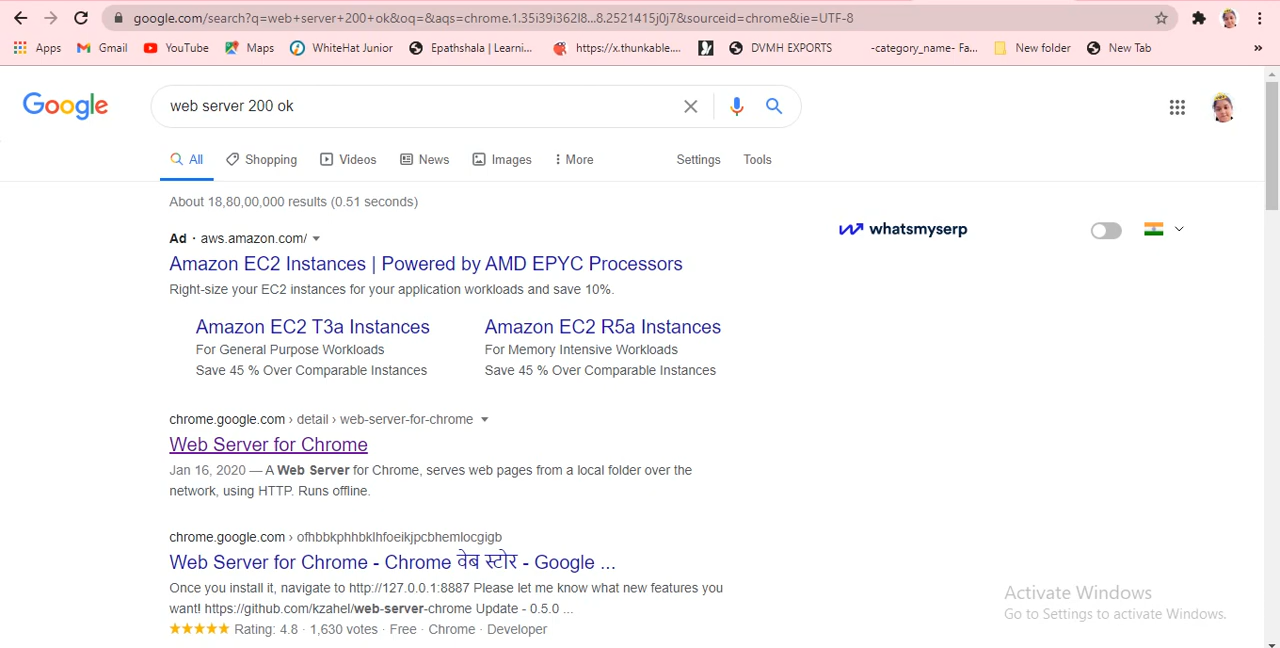 google.com/search?q=web+server+200+ok&oq=&aqs=chrome.1.35i39i362l8...8.2521415j0j7&sourceid=chrome&ie=UTF-8
Apps Gmail YouTube Maps WhiteHat Junior Epathshala | Learni... https://x.thunkable.... DVMH EXPORTS -category_name- Fa... New folder New Tab »
Google web server 200 ok
All Shopping Videos News Images More Settings Tools
About 18,80,00,000 results (0.51 seconds)
whatsmyserp
Ad · aws.amazon.com/
Amazon EC2 Instances | Powered by AMD EPYC Processors
Right-size your EC2 instances for your application workloads and save 10%.
Amazon EC2 T3a Instances
For General Purpose Workloads
Save 45 % Over Comparable Instances
Amazon EC2 R5a Instances
For Memory Intensive Workloads
Save 45 % Over Comparable Instances
chrome.google.com › detail › web-server-for-chrome
Web Server for Chrome
Jan 16, 2020 — A Web Server for Chrome, serves web pages from a local folder over the
network, using HTTP. Runs offline.
chrome.google.com › ofhbbkphhbklhfoeikjpcbhemlocgigb
Web Server for Chrome - Chrome वेब स्टोर - Google ...
Once you install it, navigate to http://127.0.0.1:8887 Please let me know what new features you
want! https://github.com/kzahel/web-server-chrome Update - 0.5.0 ...
Rating: 4.8 · 1,630 votes · Free · Chrome · Developer
Activate Windows
Go to Settings to activate Windows.